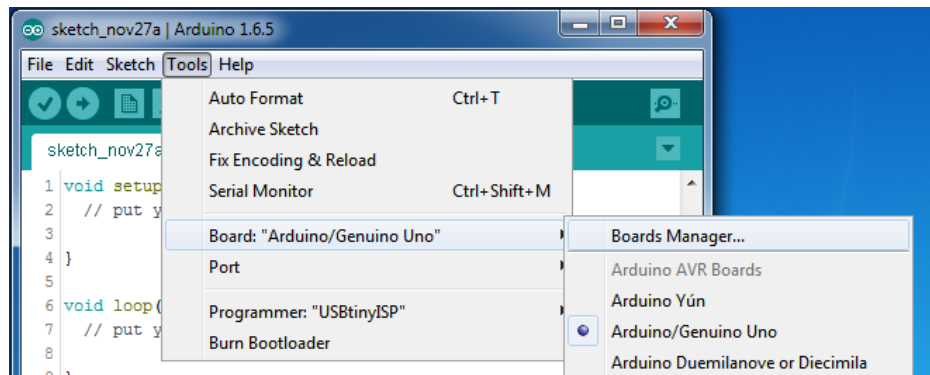 sketch_nov27a | Arduino 1.6.5
File Edit Sketch Tools Help
Auto Format Ctrl+T
Archive Sketch
sketch_nov27a
Fix Encoding & Reload
1 void setup
Serial Monitor Ctrl+Shift+M
2 // put y
3
Board: "Arduino/Genuino Uno"
Boards Manager...
4 }
Port
Arduino AVR Boards
5
6 void loop(
Programmer: "USBtinyISP"
Arduino Yún
7 // put y
Burn Bootloader
Arduino/Genuino Uno
8
Arduino Duemilanove or Diecimila